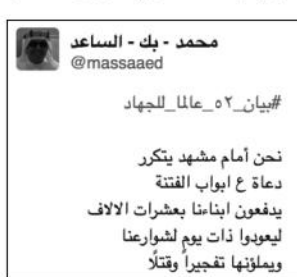 محمد - بك - الساعد
@massaaed
#بيان_٥٢_عالما_للجهاد
نحن أمام مشهد يتكرر
دعاة ع ابواب الفتنة
يدفعون ابناءنا بعشرات الالاف
ليعودوا ذات يوم لشوارعنا
ويملؤنها تفجيراً وقتلًا